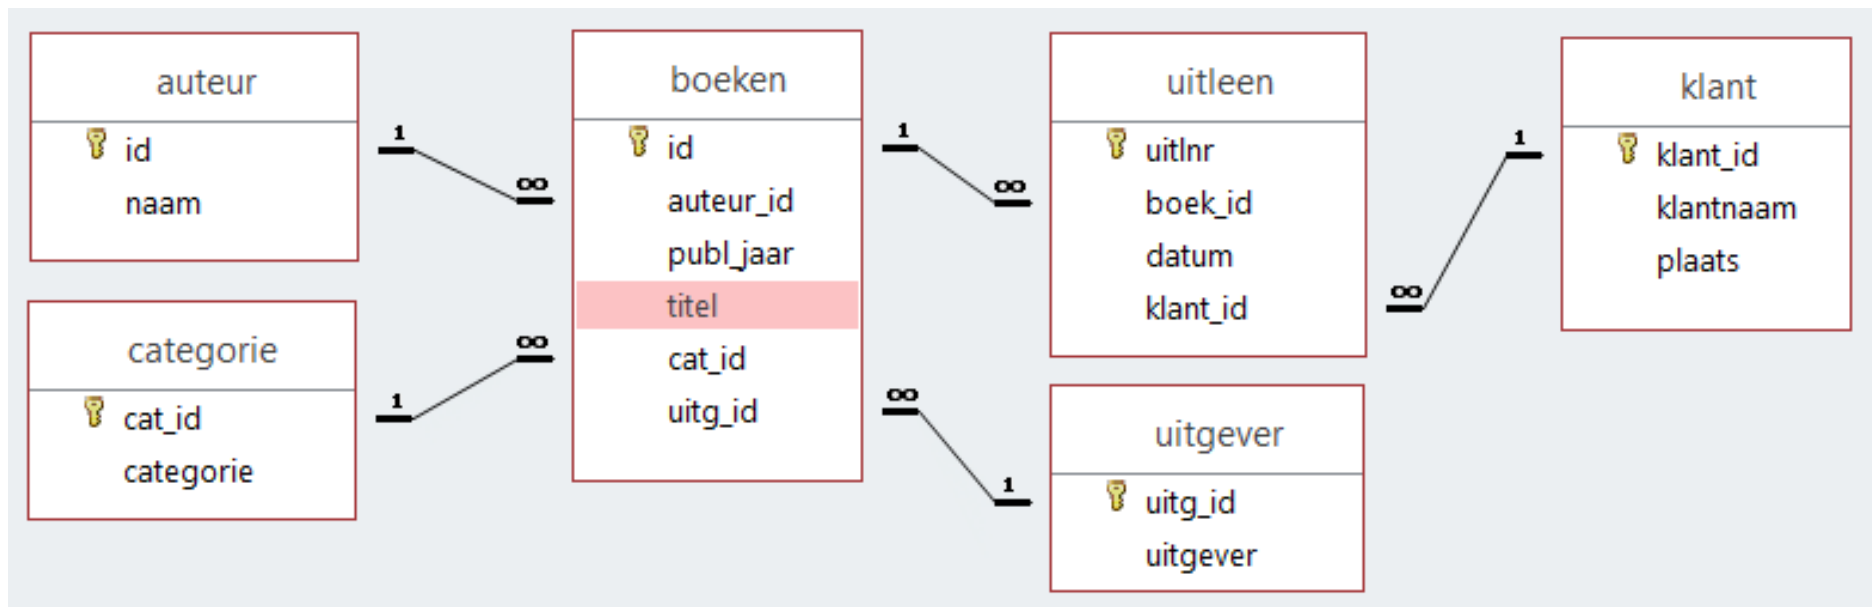 auteur
id
naam
categorie
cat_id
categorie
1
∞
1
∞
boeken
id
auteur_id
publ_jaar
titel
cat_id
uitg_id
1
∞
∞
1
uitleen
uitlnr
boek_id
datum
klant_id
uitgever
uitg_id
uitgever
1
∞
klant
klant_id
klantnaam
plaats